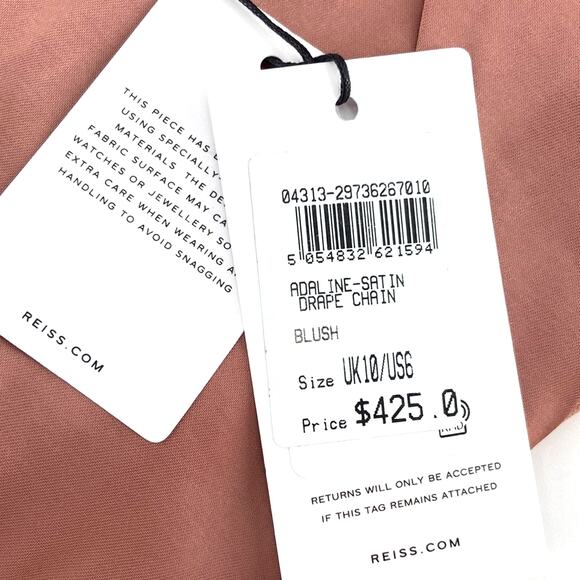 THIS PIECE HAS
USING SPECIALLY
MATERIALS. THE
FABRIC SURFACE MAY
WATCHES OR JEWELLERY SO
EXTRA CARE WHEN WEARING
HANDLING TO AVOID SNAGGING
REISS.COM
04313-29736267010
5 054832 621594
ADALINE-SATIN
DRAPE CHAIN
BLUSH
Size UK10/US6
Price $425.0
RETURNS WILL ONLY BE ACCEPTED
IF THIS TAG REMAINS ATTACHED
REISS.COM